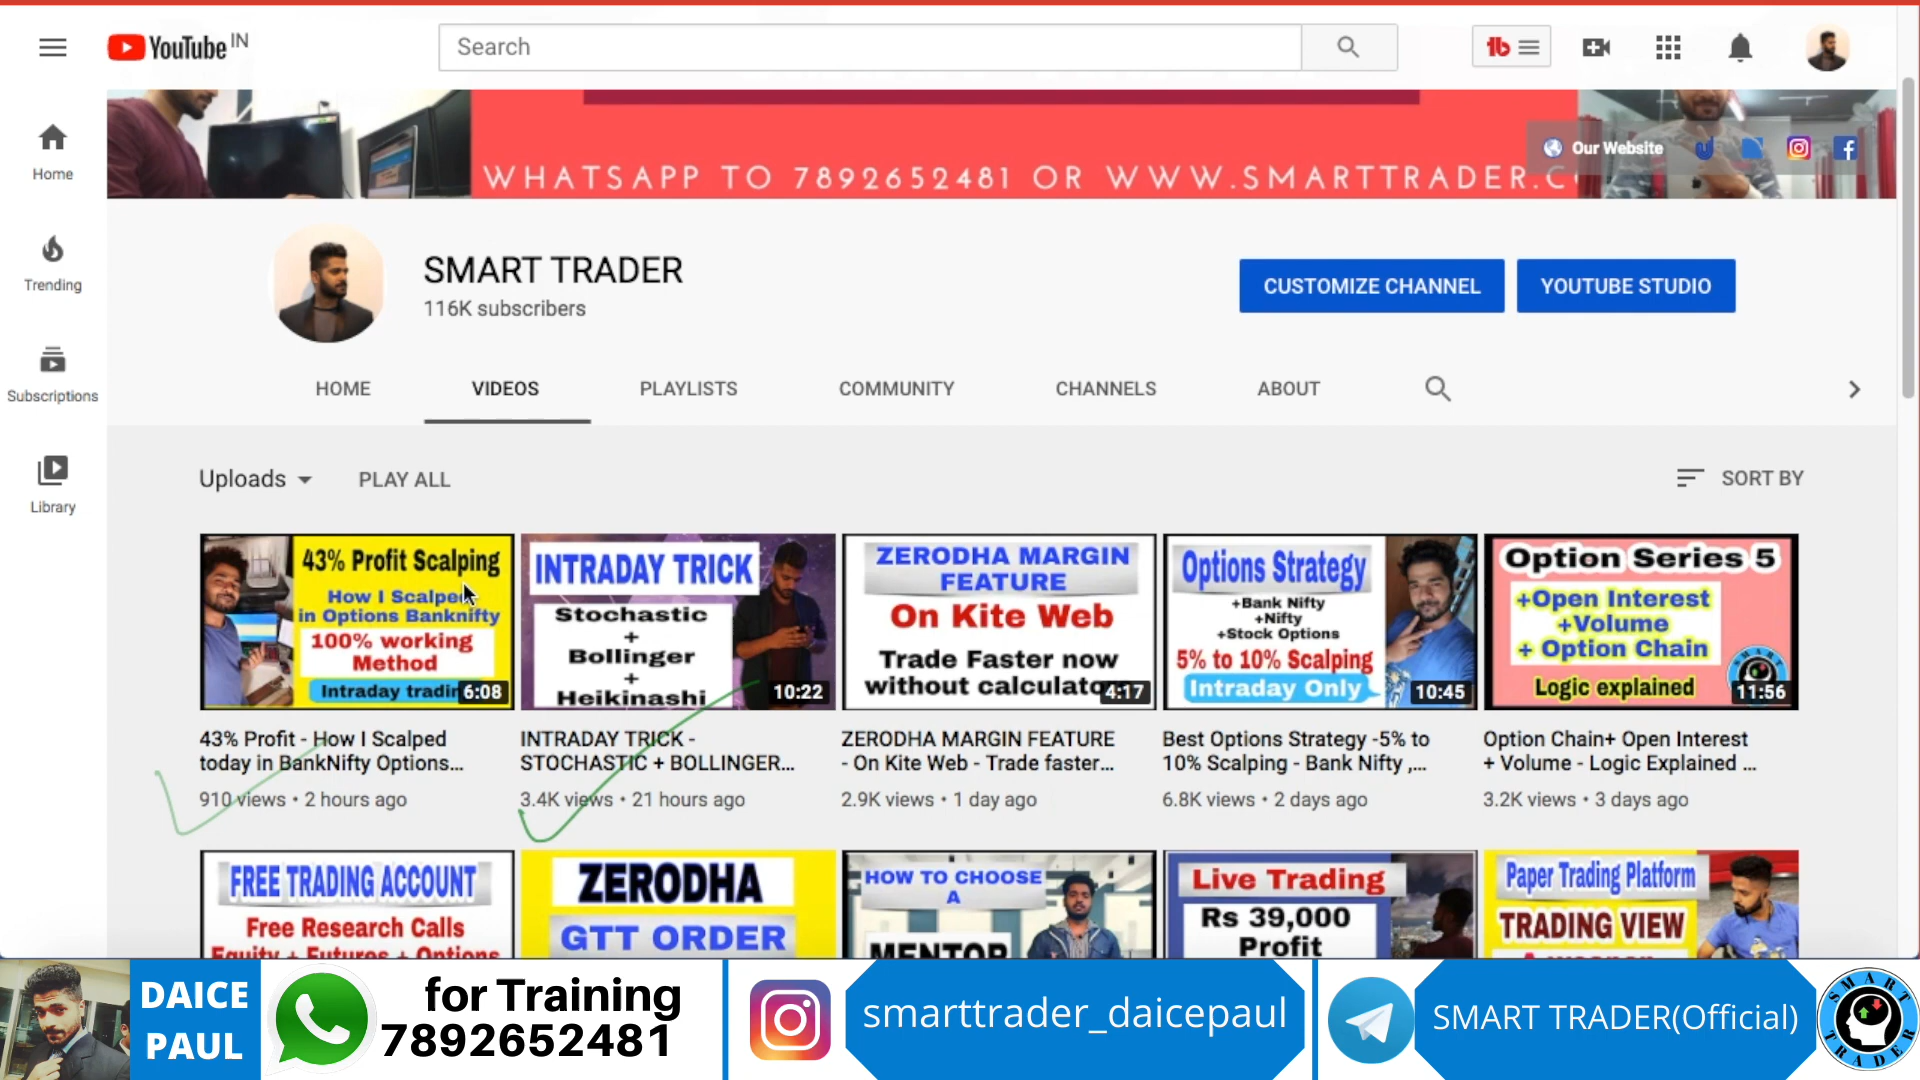 YouTube IN
Search
Home
Trending
Subscriptions
Library
WHATSAPP TO 7892652481 OR WWW.SMARTTRADER.C
Our Website
SMART TRADER
116K subscribers
CUSTOMIZE CHANNEL
YOUTUBE STUDIO
HOME
VIDEOS
PLAYLISTS
COMMUNITY
CHANNELS
ABOUT
Uploads
PLAY ALL
SORT BY
43% Profit Scalping
How I Scalped
in Options Banknifty
100% working
Method
Intraday tradin
6:08
43% Profit - How I Scalped
today in BankNifty Options...
910 views • 2 hours ago
INTRADAY TRICK
Stochastic
+
Bollinger
+
Heikinashi
10:22
INTRADAY TRICK -
STOCHASTIC + BOLLINGER...
3.4K views • 21 hours ago
ZERODHA MARGIN
FEATURE
On Kite Web
Trade Faster now
without calculato
4:17
ZERODHA MARGIN FEATURE
- On Kite Web - Trade faster...
2.9K views • 1 day ago
Options Strategy
+Bank Nifty
+Nifty
+Stock Options
5% to 10% Scalping
Intraday Only
10:45
Best Options Strategy -5% to
10% Scalping - Bank Nifty ,...
6.8K views • 2 days ago
Option Series 5
+Open Interest
+Volume
+ Option Chain
Logic explained
11:56
Option Chain+ Open Interest
+ Volume - Logic Explained ...
3.2K views • 3 days ago
FREE TRADING ACCOUNT
Free Research Calls
Equity + Futures + Options
ZERODHA
GTT ORDER
HOW TO CHOOSE
A
MENTOR
Live Trading
Rs 39,000
Profit
Paper Trading Platform
TRADING VIEW
A weapon
DAICE
PAUL
for Training
7892652481
smarttrader_daicepaul
SMART TRADER(Official)
SMART
TRADER